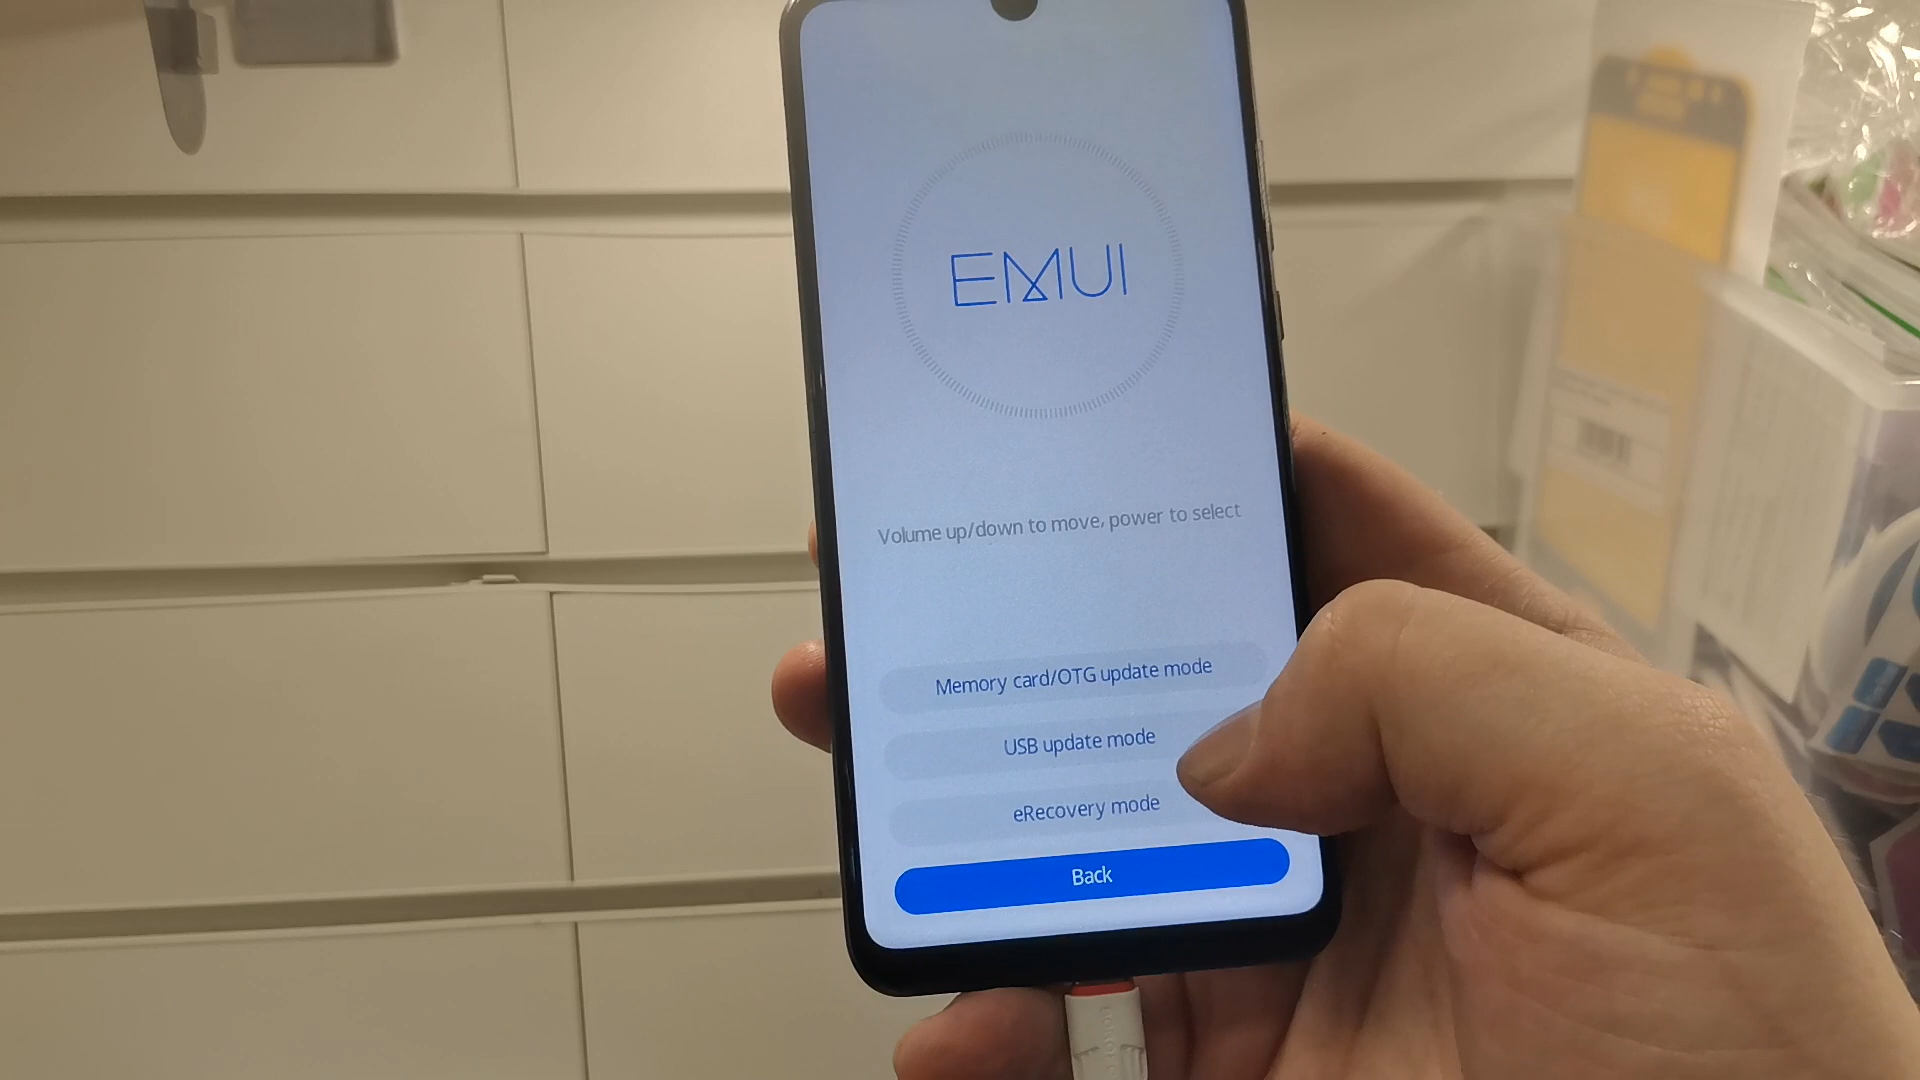 EMUI
Volume up/down to move, power to select
Memory card/OTG update mode
USB update mode
eRecovery mode
Back